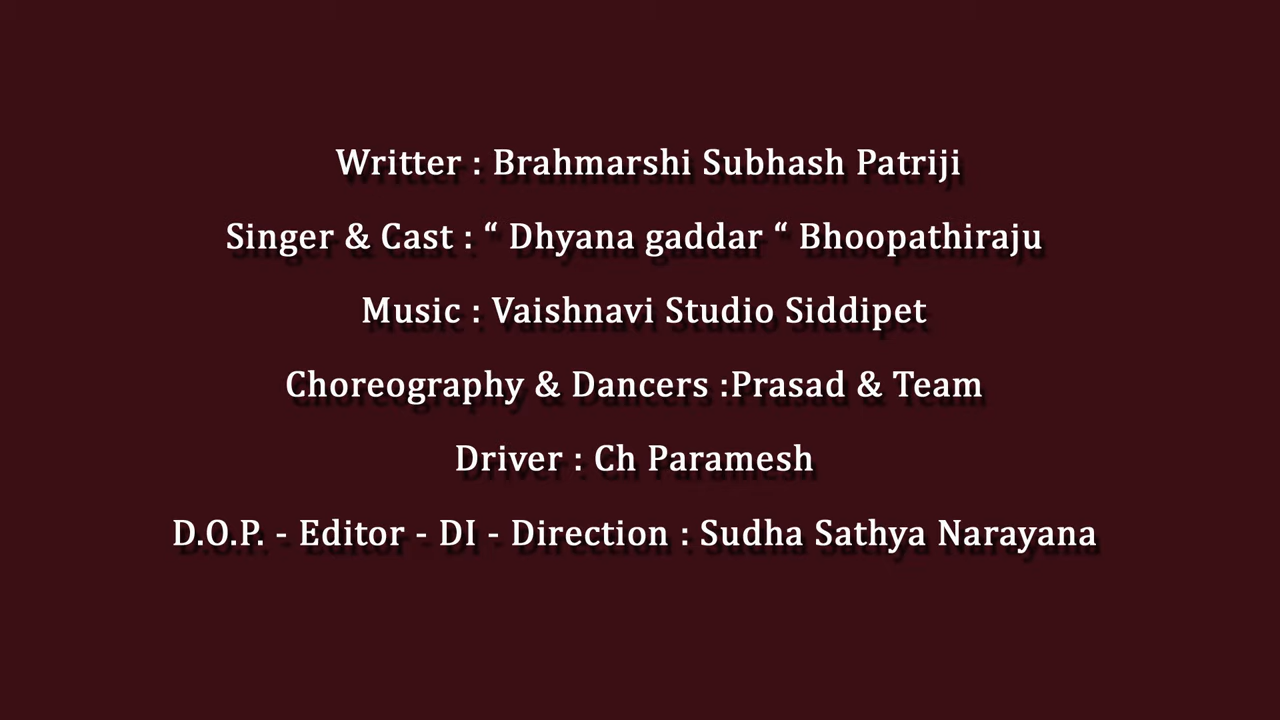 Writter : Brahmarshi Subhash Patriji
Singer & Cast : “ Dhyana gaddar “ Bhoopathiraju
Music : Vaishnavi Studio Siddipet
Choreography & Dancers :Prasad & Team
Driver : Ch Paramesh
D.O.P. - Editor - DI - Direction : Sudha Sathya Narayana